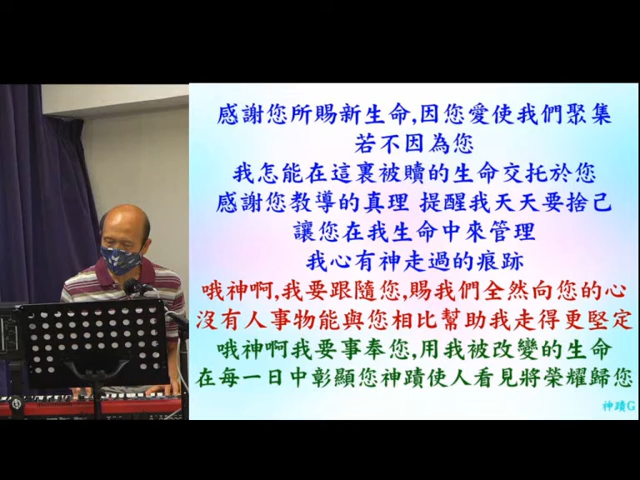 感謝您所賜新生命,因您愛使我們聚集
若不因為您
我怎能在這裏被贖的生命交托於您
感謝您教導的真理 提醒我天天要捨己
讓您在我生命中來管理
我心有神走過的痕跡
哦神啊,我要跟隨您,賜我們全然向您的心
沒有人事物能與您相比幫助我走得更堅定
哦神啊我要事奉您,用我被改變的生命
在每一日中彰顯您神蹟使人看見將榮耀歸您
神蹟G